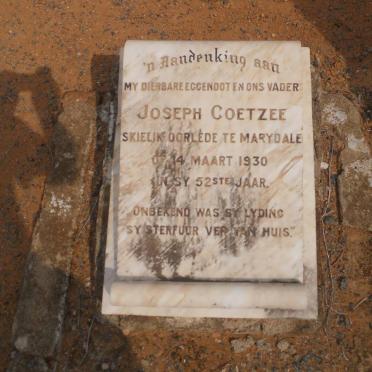 'n Aandenking aan
MY DIERBARE EGGENOOT EN ONS VADER
JOSEPH COETZEE
SKIELIK OORLEDE TE MARYDALE
OP 14 MAART 1930
IN SY 52STE JAAR.
ONBEKEND WAS SY LYDING
SY STERFUUR VER VAN HUIS."